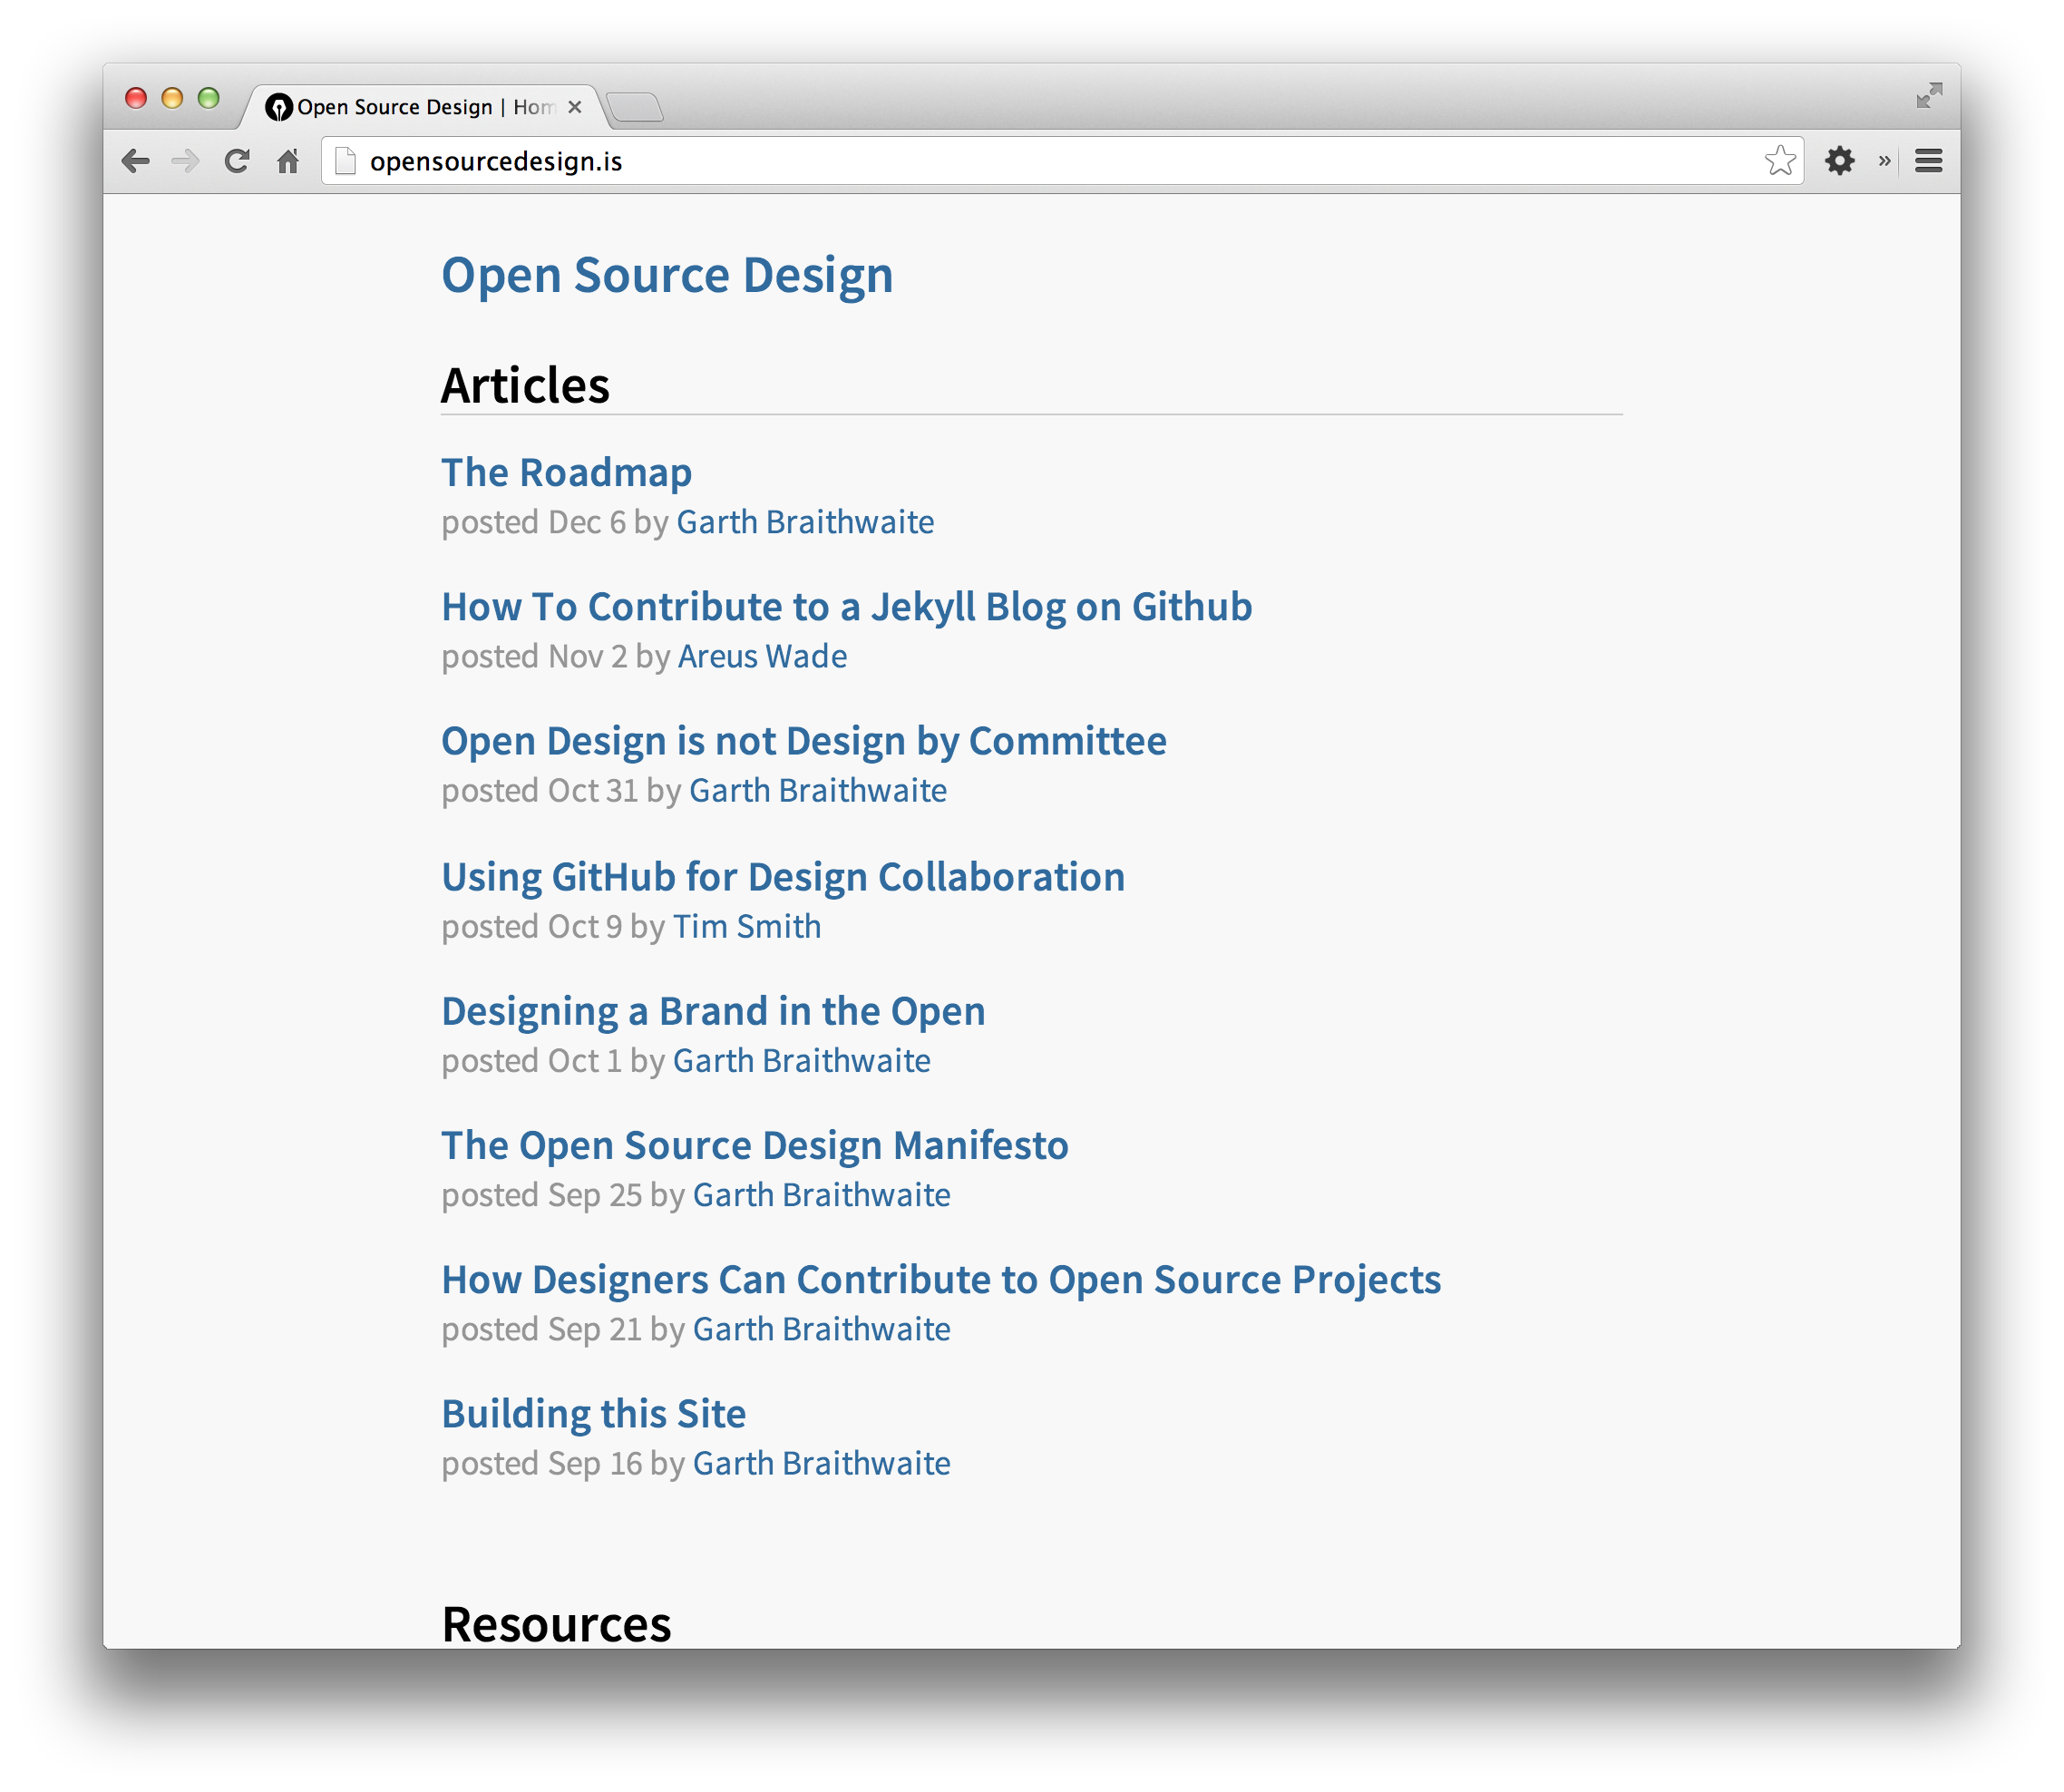 Open Source Design | Hom
opensourcedesign.is
Open Source Design
Articles
The Roadmap
posted Dec 6 by Garth Braithwaite
How To Contribute to a Jekyll Blog on Github
posted Nov 2 by Areus Wade
Open Design is not Design by Committee
posted Oct 31 by Garth Braithwaite
Using GitHub for Design Collaboration
posted Oct 9 by Tim Smith
Designing a Brand in the Open
posted Oct 1 by Garth Braithwaite
The Open Source Design Manifesto
posted Sep 25 by Garth Braithwaite
How Designers Can Contribute to Open Source Projects
posted Sep 21 by Garth Braithwaite
Building this Site
posted Sep 16 by Garth Braithwaite
Resources